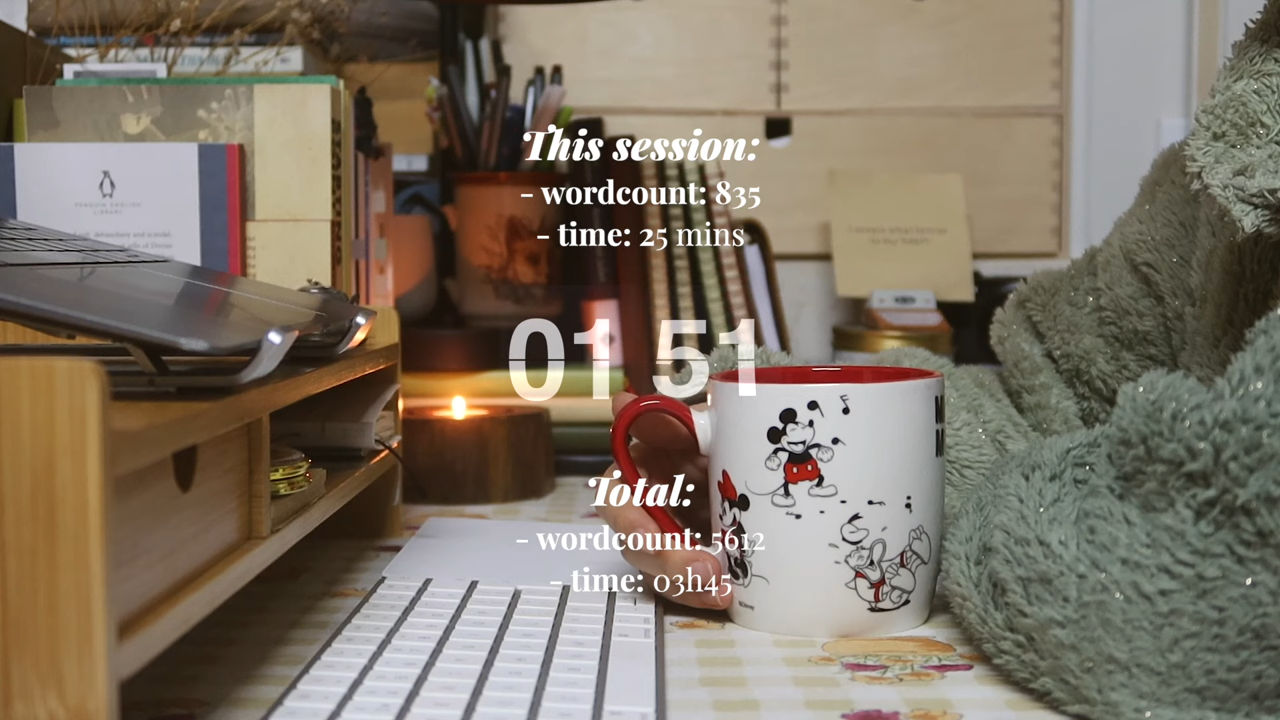 This session:
- wordcount: 835
- time: 25 mins
PENGUIN ENGLISH
LIBRARY
01 51
Total:
- wordcount: 5612
- time: 03h45